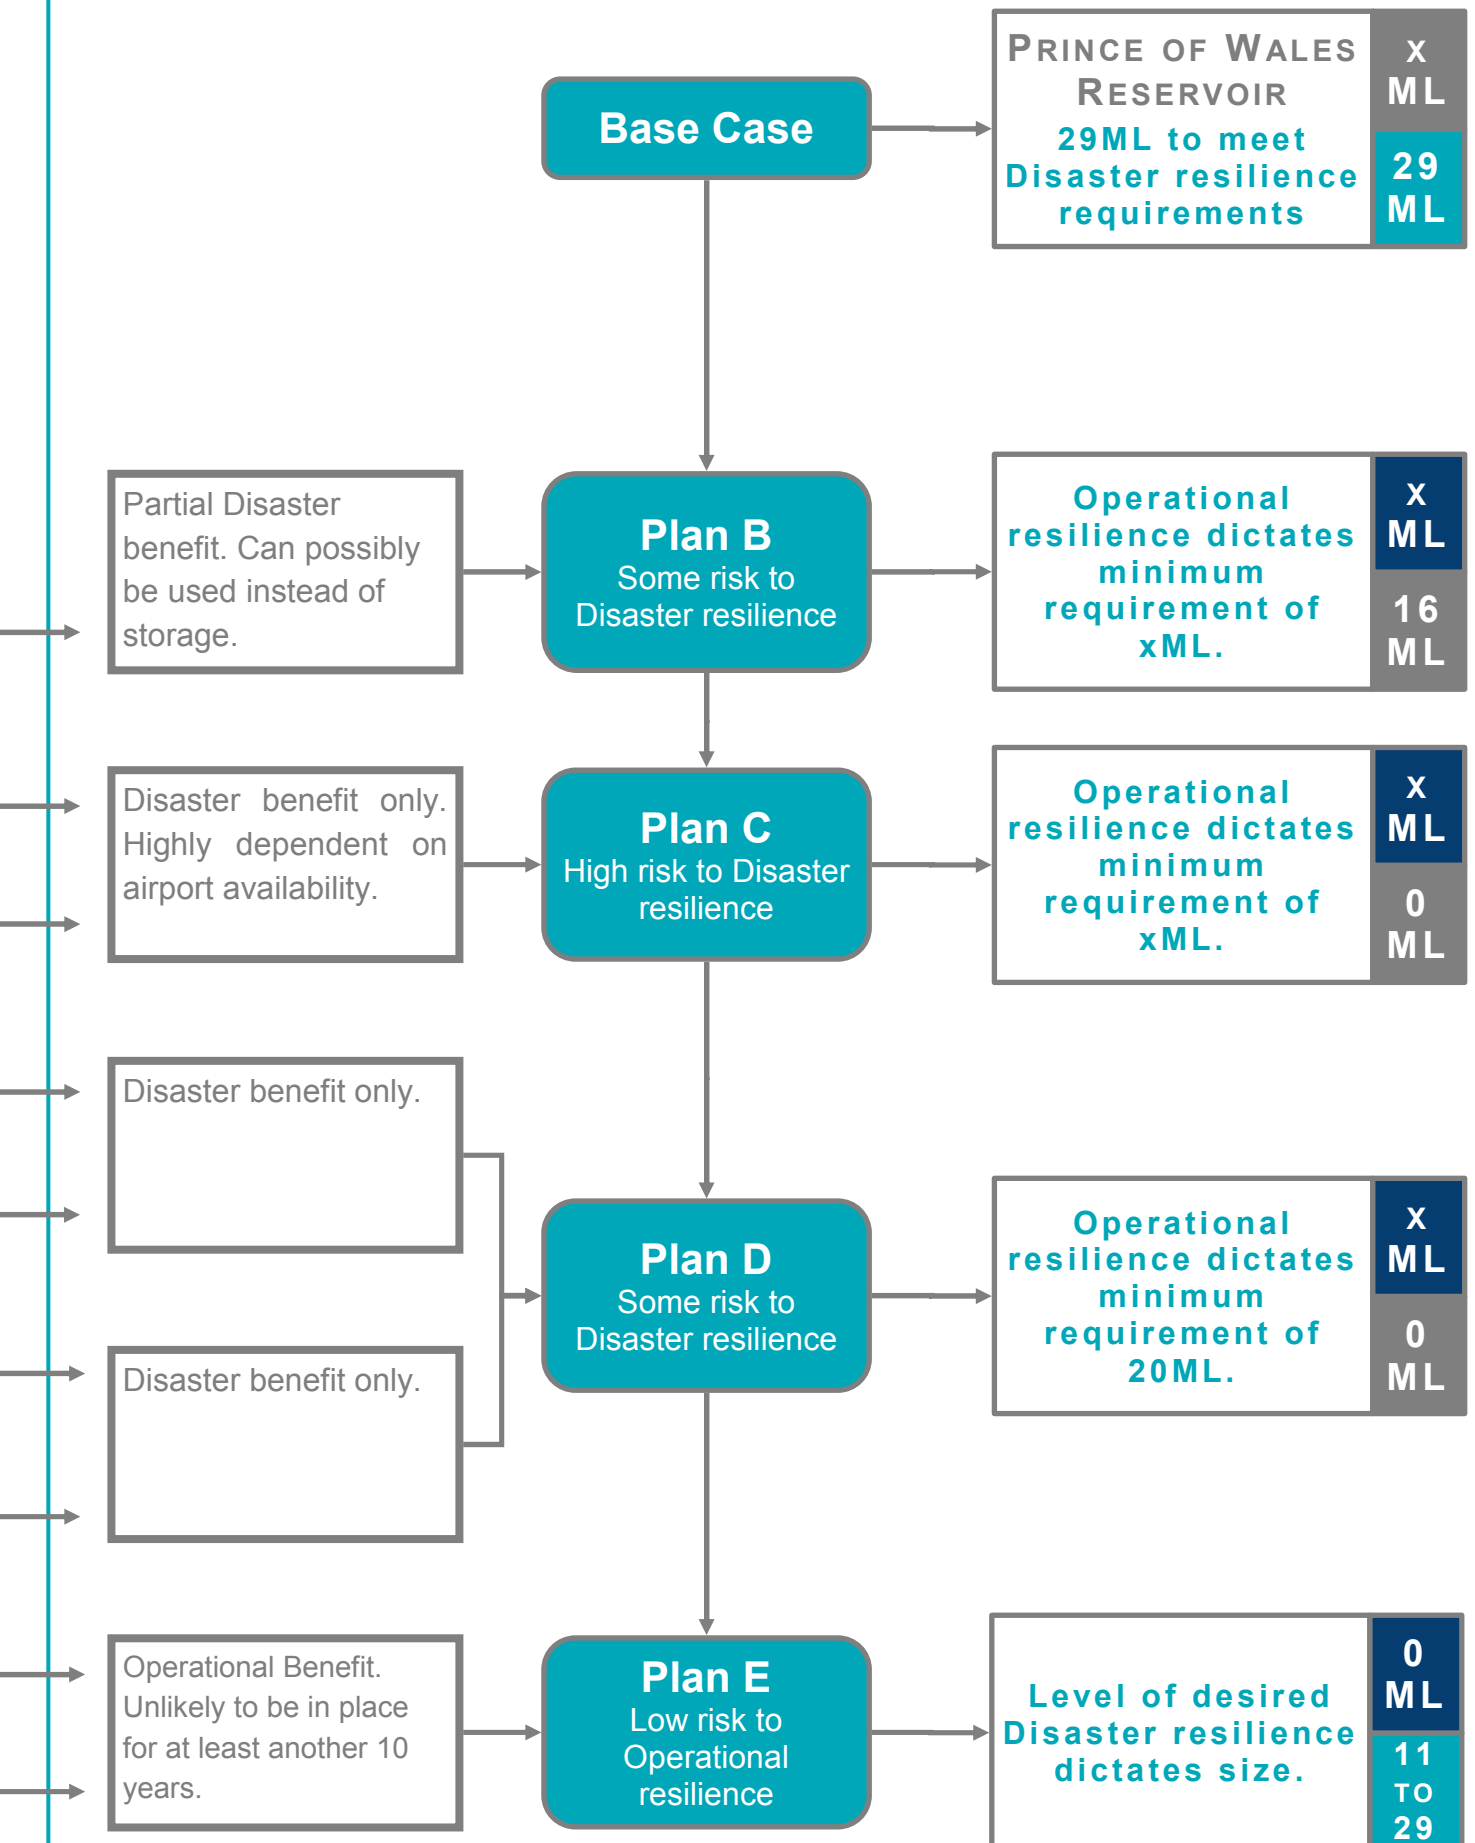 Base Case
PRINCE OF WALES
RESERVOIR
29ML to meet
Disaster resilience
requirements
X
ML
29
ML
Partial Disaster
benefit. Can possibly
be used instead of
storage.
Plan B
Some risk to
Disaster resilience
Operational
resilience dictates
minimum
requirement of
xML.
X
ML
16
ML
Disaster benefit only.
Highly dependent on
airport availability.
Plan C
High risk to Disaster
resilience
Operational
resilience dictates
minimum
requirement of
xML.
X
ML
0
ML
Disaster benefit only.
Disaster benefit only.
Plan D
Some risk to
Disaster resilience
Operational
resilience dictates
minimum
requirement of
20ML.
X
ML
0
ML
Operational Benefit.
Unlikely to be in place
for at least another 10
years.
Plan E
Low risk to
Operational
resilience
Level of desired
Disaster resilience
dictates size.
0
ML
11
TO
29